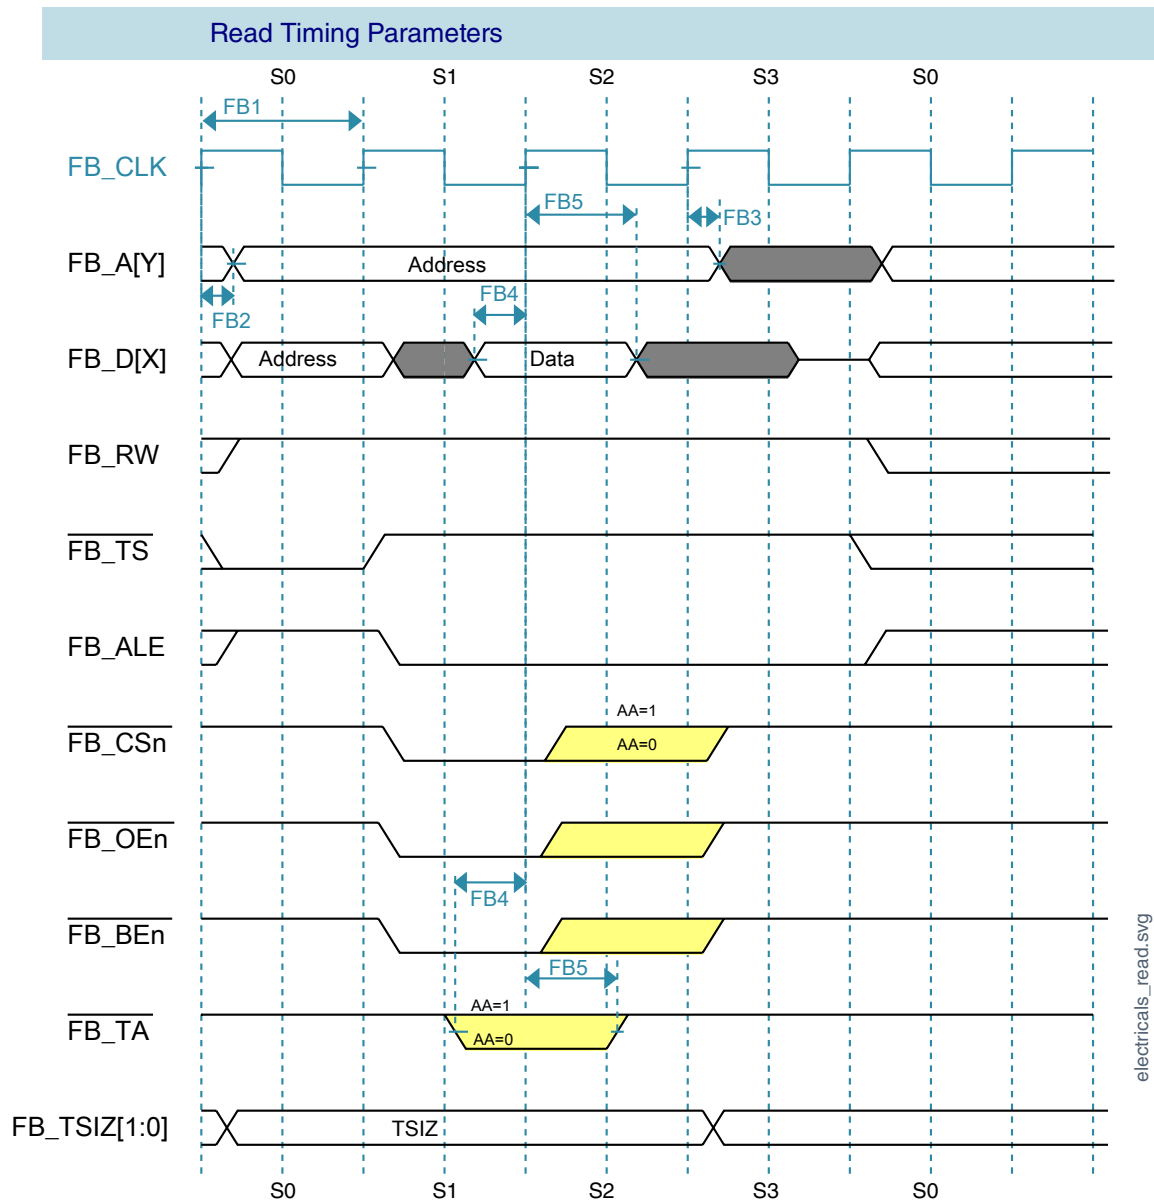 Read Timing Parameters
S0 S1 S2 S3 S0
FB1
FB_CLK
FB5
FB3
FB_A[Y]
Address
FB4
FB2
FB_D[X]
Address
Data
FB_RW
FB_TS
FB_ALE
AA=1
FB_CSn
AA=0
FB_OEn
FB4
FB_BEn
FB5
AA=1
FB_TA
AA=0
FB_TSIZ[1:0]
TSIZ
S0 S1 S2 S3 S0
electricals_read.svg